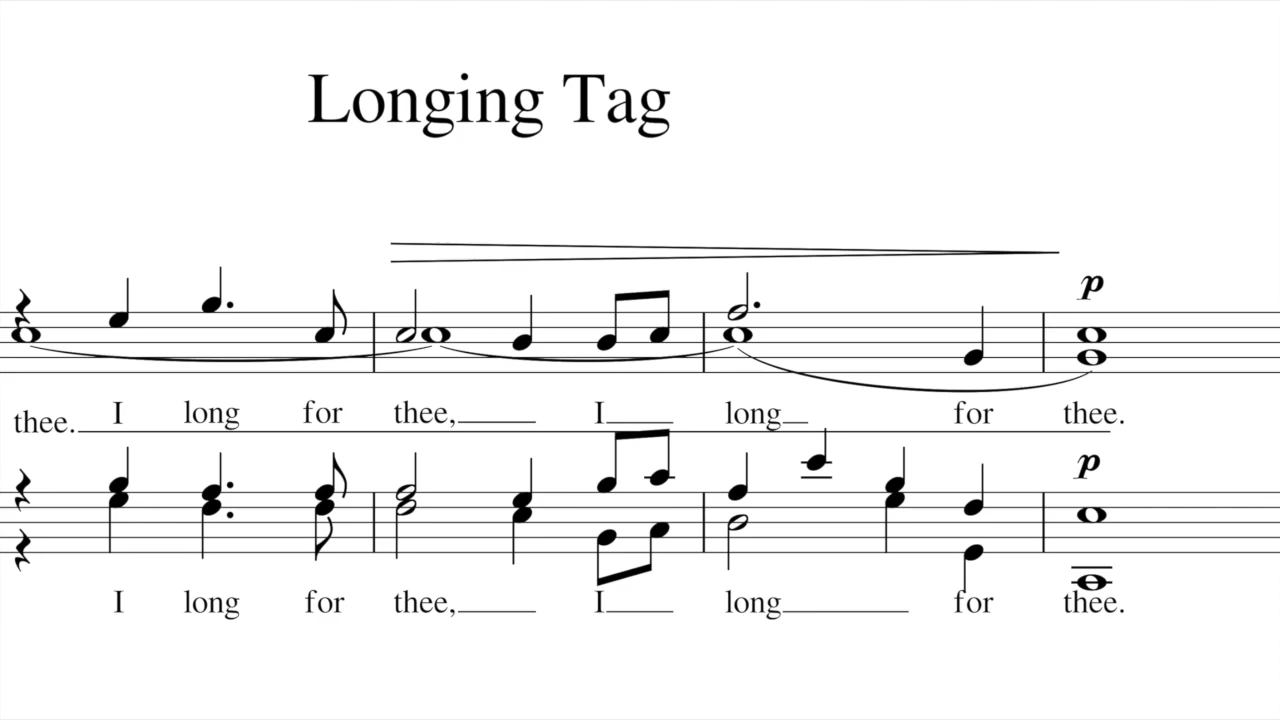 Longing Tag
p
I long for thee, I long for thee.
thee.
p
I long for thee, I long for thee.